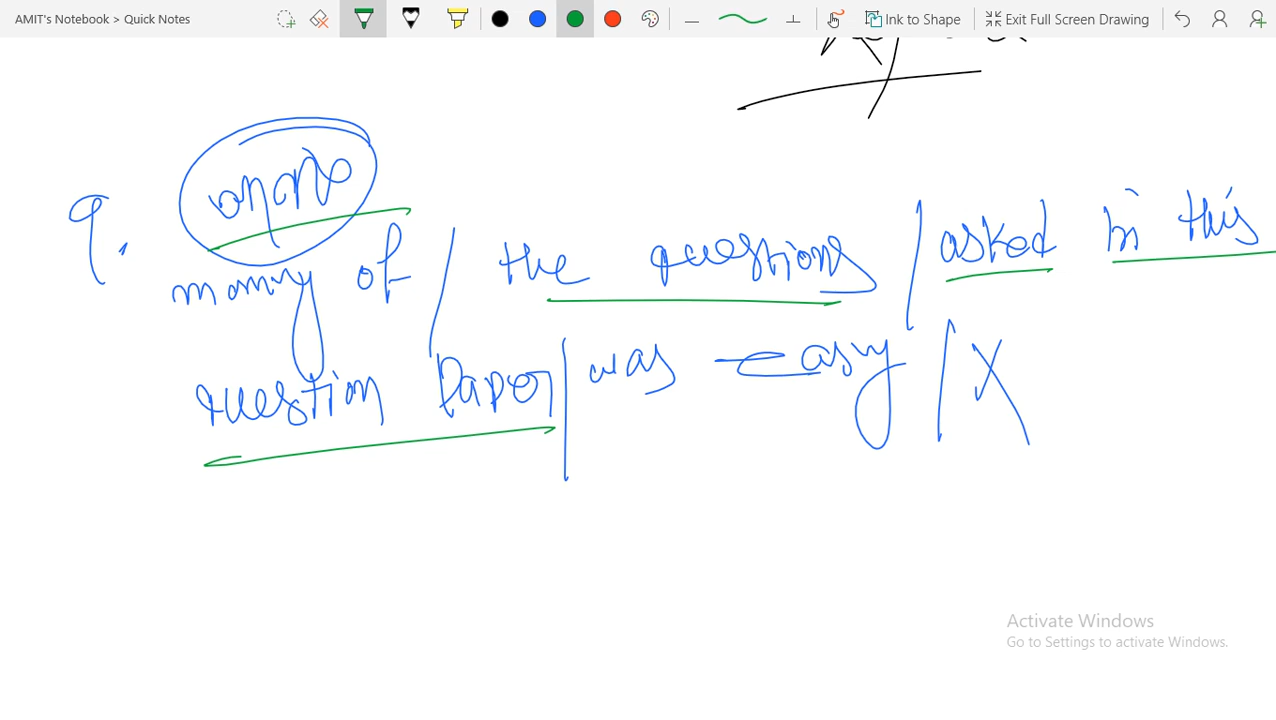 AMIT's Notebook > Quick Notes
Ink to Shape
Exit Full Screen Drawing
9.
many of / the questions / asked in this
question Paper / was easy / X
Activate Windows
Go to Settings to activate Windows.